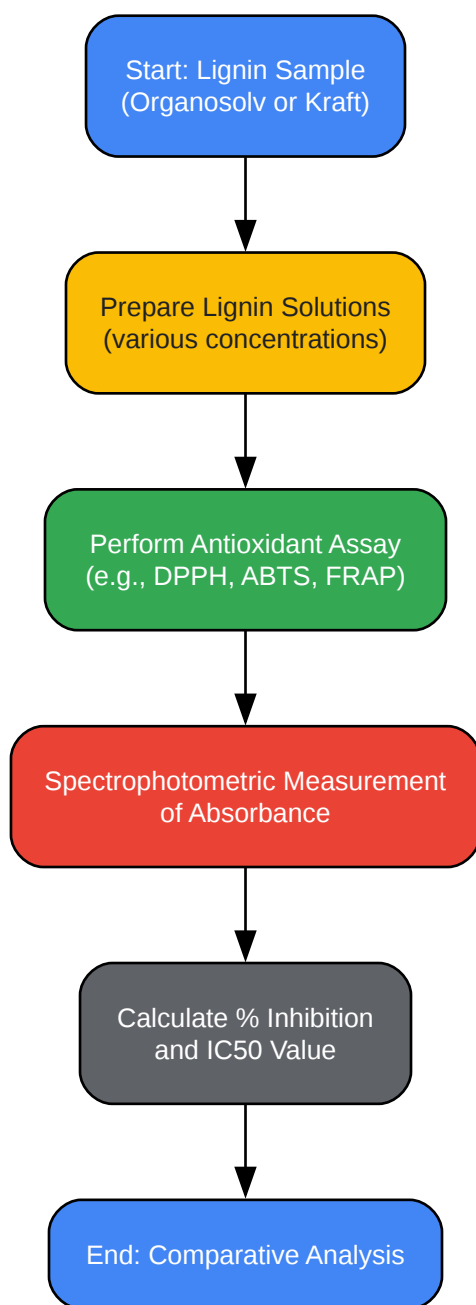 Start: Lignin Sample
(Organosolv or Kraft)
Prepare Lignin Solutions
(various concentrations)
Perform Antioxidant Assay
(e.g., DPPH, ABTS, FRAP)
Spectrophotometric Measurement
of Absorbance
Calculate % Inhibition
and IC50 Value
End: Comparative Analysis